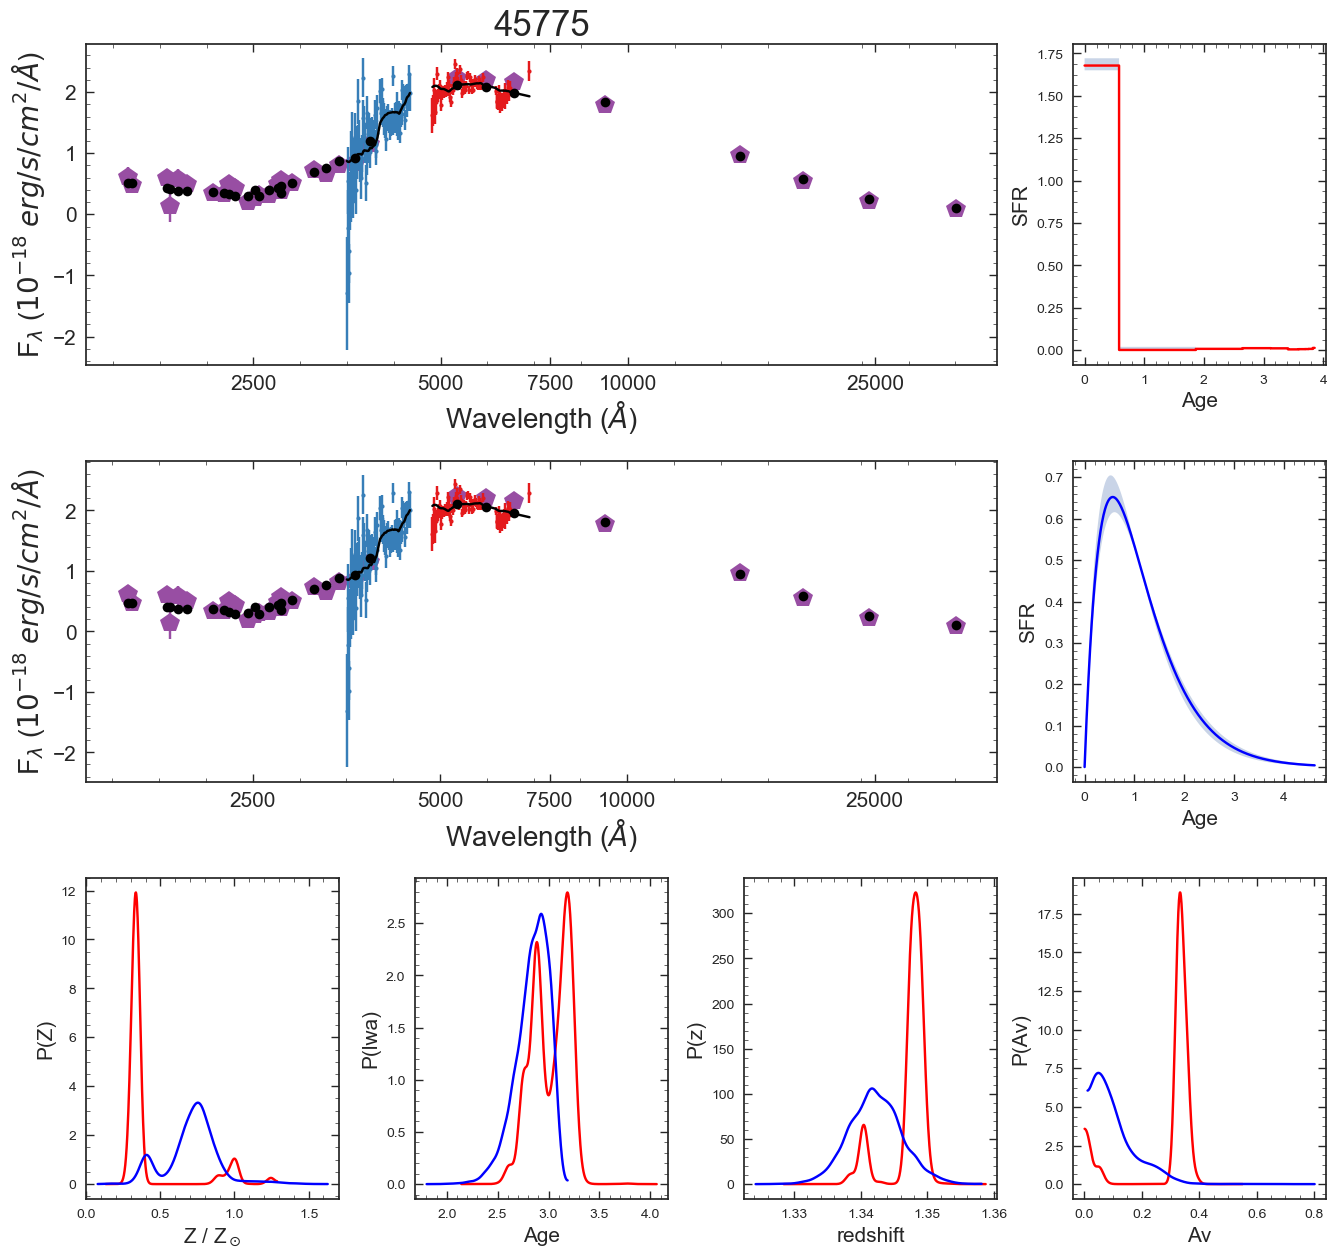 45775
F_λ (10^−18 erg/s/cm^2/Å)
2
1
0
−1
−2
2500 5000 7500 10000 25000
Wavelength (Å)
SFR
1.75
1.50
1.25
1.00
0.75
0.50
0.25
0.00
0 1 2 3 4
Age
F_λ (10^−18 erg/s/cm^2/Å)
2
1
0
−1
−2
2500 5000 7500 10000 25000
Wavelength (Å)
SFR
0.7
0.6
0.5
0.4
0.3
0.2
0.1
0.0
0 1 2 3 4
Age
P(Z)
12
10
8
6
4
2
0
0.0 0.5 1.0 1.5
Z / Z_⊙
P(lwa)
2.5
2.0
1.5
1.0
0.5
0.0
2.0 2.5 3.0 3.5 4.0
Age
P(z)
300
250
200
150
100
50
0
1.33 1.34 1.35 1.36
redshift
P(Av)
17.5
15.0
12.5
10.0
7.5
5.0
2.5
0.0
0.0 0.2 0.4 0.6 0.8
Av